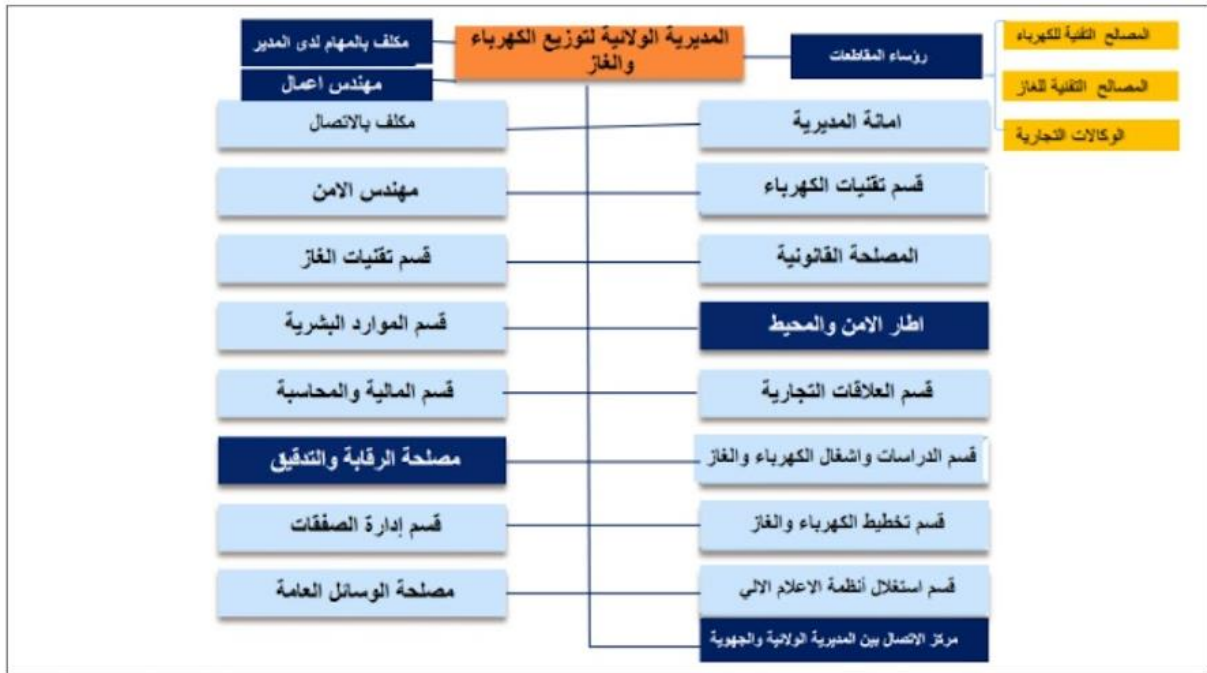 المصالح التقنية للكهرباء
المديرية الولائية لتوزيع الكهرباء
والغاز
مكلف بالمهام لدى المدير
رؤساء المقاطعات
المصالح التقنية للغاز
مهندس اعمال
الوكالات التجارية
امانة المديرية
مكلف بالاتصال
قسم تقنيات الكهرباء
مهندس الامن
المصلحة القانونية
قسم تقنيات الغاز
اطار الامن والمحيط
قسم الموارد البشرية
قسم العلاقات التجارية
قسم المالية والمحاسبة
قسم الدراسات واشغال الكهرباء والغاز
مصلحة الرقابة والتدقيق
قسم تخطيط الكهرباء والغاز
قسم إدارة الصفقات
قسم استغلال أنظمة الاعلام الالي
مصلحة الوسائل العامة
مركز الاتصال بين المديرية الولائية والجهوية